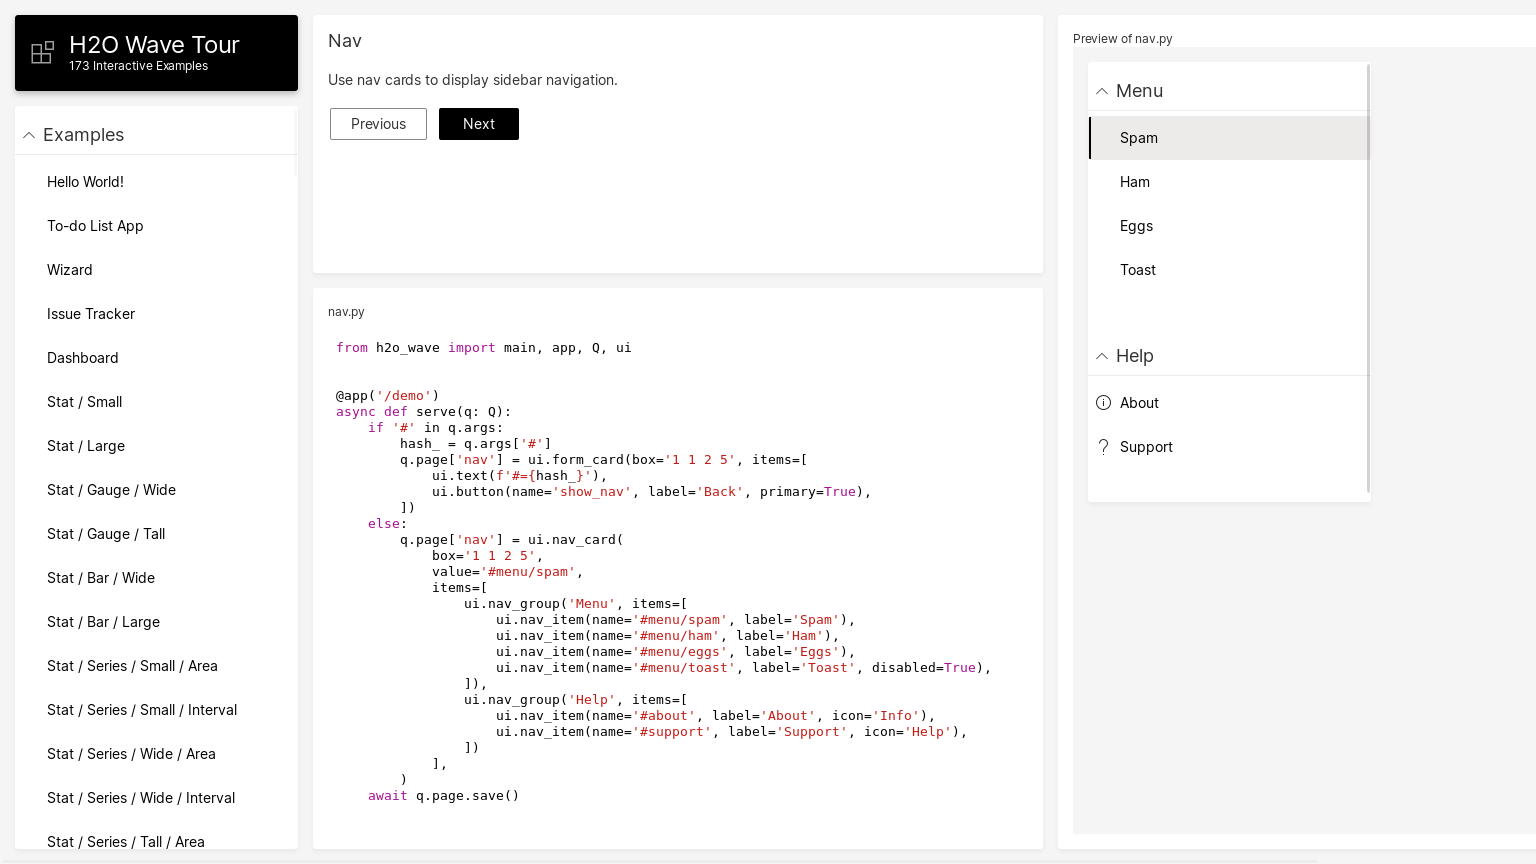 H2O Wave Tour
173 Interactive Examples
Examples
Hello World!
To-do List App
Wizard
Issue Tracker
Dashboard
Stat / Small
Stat / Large
Stat / Gauge / Wide
Stat / Gauge / Tall
Stat / Bar / Wide
Stat / Bar / Large
Stat / Series / Small / Area
Stat / Series / Small / Interval
Stat / Series / Wide / Area
Stat / Series / Wide / Interval
Stat / Series / Tall / Area
Nav
Use nav cards to display sidebar navigation.
Previous
Next
nav.py
from h2o_wave import main, app, Q, ui
@app('/demo')
async def serve(q: Q):
    if '#' in q.args:
        hash_ = q.args['#']
        q.page['nav'] = ui.form_card(box='1 1 2 5', items=[
            ui.text(f'#={hash_}'),
            ui.button(name='show_nav', label='Back', primary=True),
        ])
    else:
        q.page['nav'] = ui.nav_card(
            box='1 1 2 5',
            value='#menu/spam',
            items=[
                ui.nav_group('Menu', items=[
                    ui.nav_item(name='#menu/spam', label='Spam'),
                    ui.nav_item(name='#menu/ham', label='Ham'),
                    ui.nav_item(name='#menu/eggs', label='Eggs'),
                    ui.nav_item(name='#menu/toast', label='Toast', disabled=True),
                ]),
                ui.nav_group('Help', items=[
                    ui.nav_item(name='#about', label='About', icon='Info'),
                    ui.nav_item(name='#support', label='Support', icon='Help'),
                ])
            ],
        )
    await q.page.save()
Preview of nav.py
Menu
Spam
Ham
Eggs
Toast
Help
About
Support